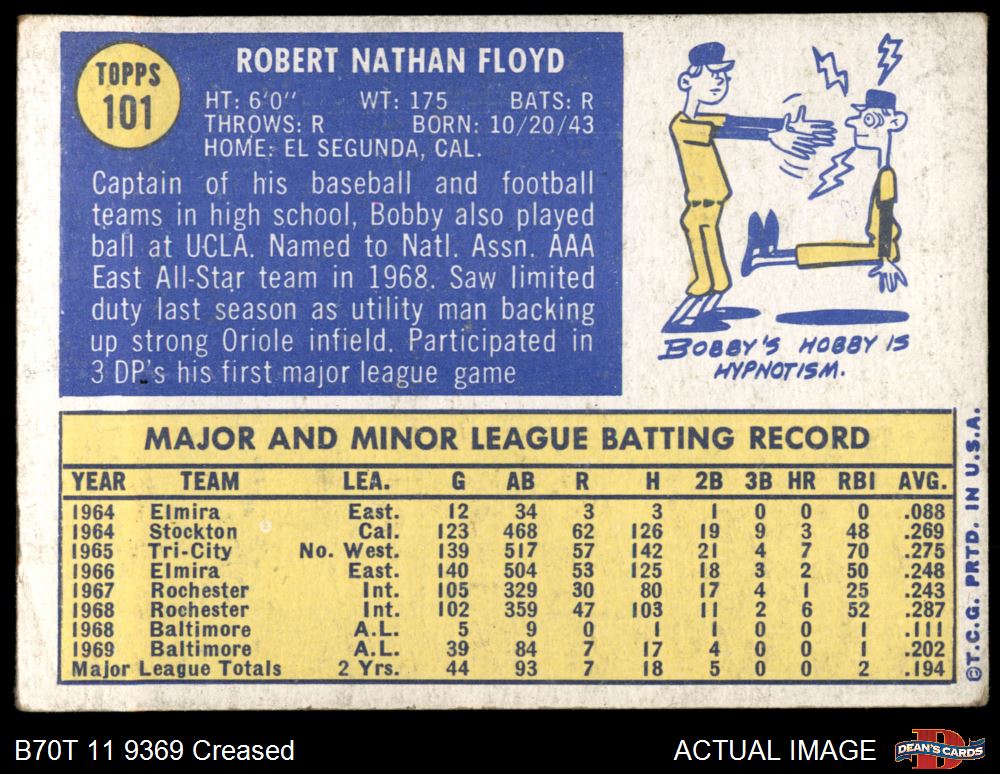 TOPPS
101
ROBERT NATHAN FLOYD
HT: 6'0" WT: 175 BATS: R
THROWS: R BORN: 10/20/43
HOME: EL SEGUNDA, CAL.
Captain of his baseball and football
teams in high school, Bobby also played
ball at UCLA. Named to Natl. Assn. AAA
East All-Star team in 1968. Saw limited
duty last season as utility man backing
up strong Oriole infield. Participated in
3 DP's his first major league game
BOBBY'S HOBBY IS
HYPNOTISM.
MAJOR AND MINOR LEAGUE BATTING RECORD
YEAR TEAM LEA. G AB R H 2B 3B HR RBI AVG.
1964 Elmira East. 12 34 3 3 1 0 0 0 .088
1964 Stockton Cal. 123 468 62 126 19 9 3 48 .269
1965 Tri-City No. West. 139 517 57 142 21 4 7 70 .275
1966 Elmira East. 140 504 53 125 18 3 2 50 .248
1967 Rochester Int. 105 329 30 80 17 4 1 25 .243
1968 Rochester Int. 102 359 47 103 11 2 6 52 .287
1968 Baltimore A.L. 5 9 0 1 1 0 0 1 .111
1969 Baltimore A.L. 39 84 7 17 4 0 0 1 .202
Major League Totals 2 Yrs. 44 93 7 18 5 0 0 2 .194
©T.C.G. PRTD. IN U.S.A.
B70T 11 9369 Creased
ACTUAL IMAGE
D
DEAN'S CARDS